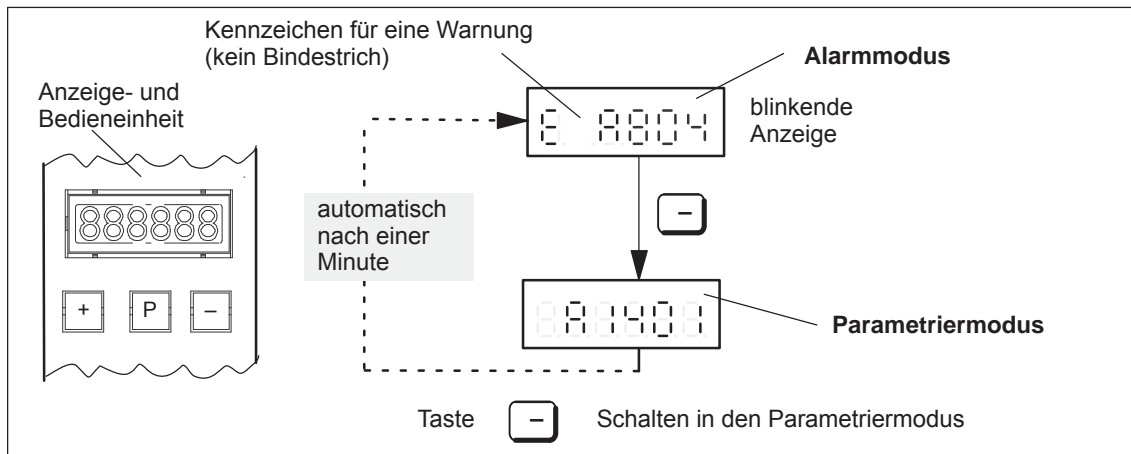 Kennzeichen für eine Warnung
(kein Bindestrich)
Alarmmodus
Anzeige- und
Bedieneinheit
E A804
blinkende
Anzeige
automatisch
nach einer
Minute
–
+ P –
A 1401
Parametriermodus
Taste – Schalten in den Parametriermodus